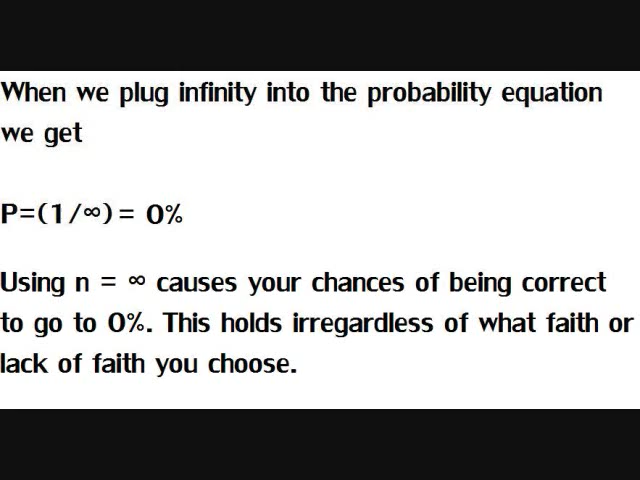 When we plug infinity into the probability equation
we get
P=(1/∞)= 0%
Using n = ∞ causes your chances of being correct
to go to 0%. This holds irregardless of what faith or
lack of faith you choose.